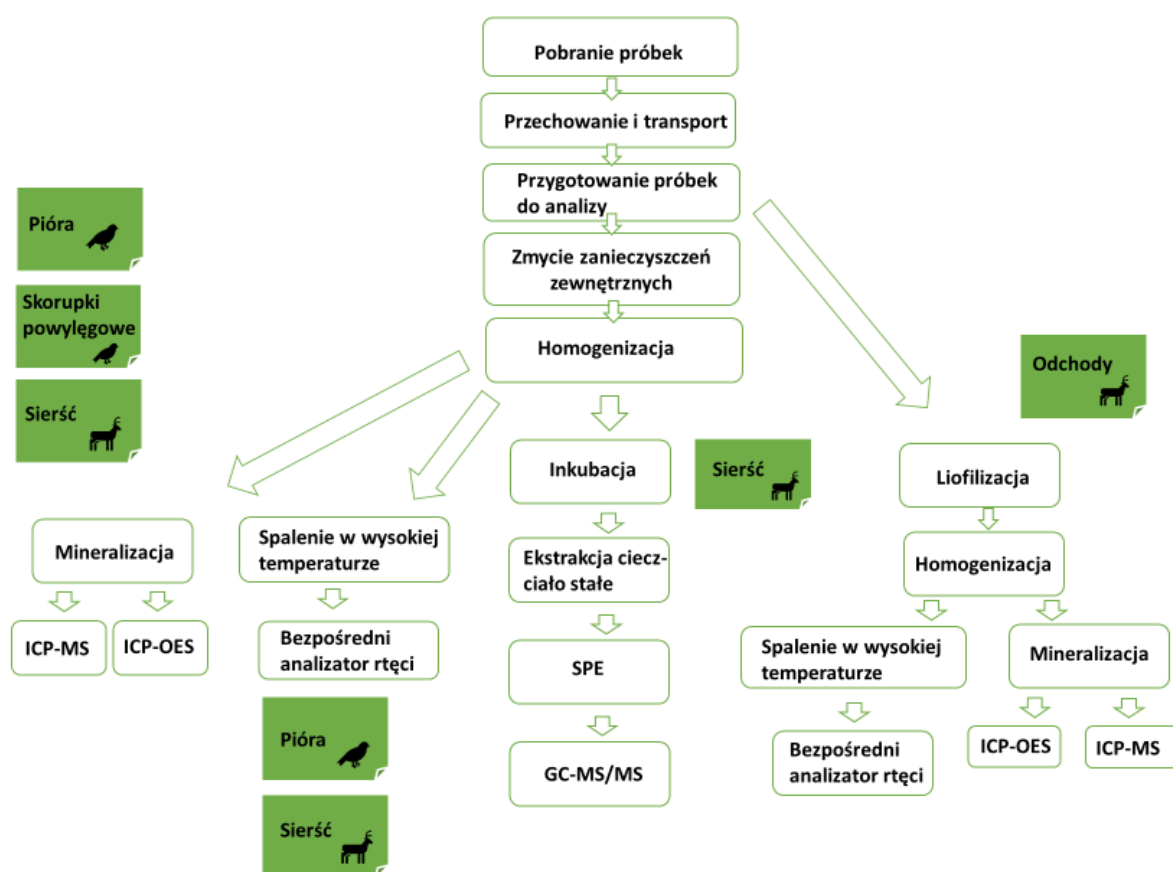 Pobranie próbek
Przechowanie i transport
Przygotowanie próbek
do analizy
Zmycie zanieczyszczeń
zewnętrznych
Homogenizacja
Pióra
Skorupki
powylęgowe
Sierść
Mineralizacja
ICP-MS
ICP-OES
Spalenie w wysokiej
temperaturze
Bezpośredni
analizator rtęci
Pióra
Sierść
Inkubacja
Sierść
Ekstrakcja ciecz-
ciało stałe
SPE
GC-MS/MS
Odchody
Liofilizacja
Homogenizacja
Spalenie w wysokiej
temperaturze
Bezpośredni
analizator rtęci
Mineralizacja
ICP-OES
ICP-MS